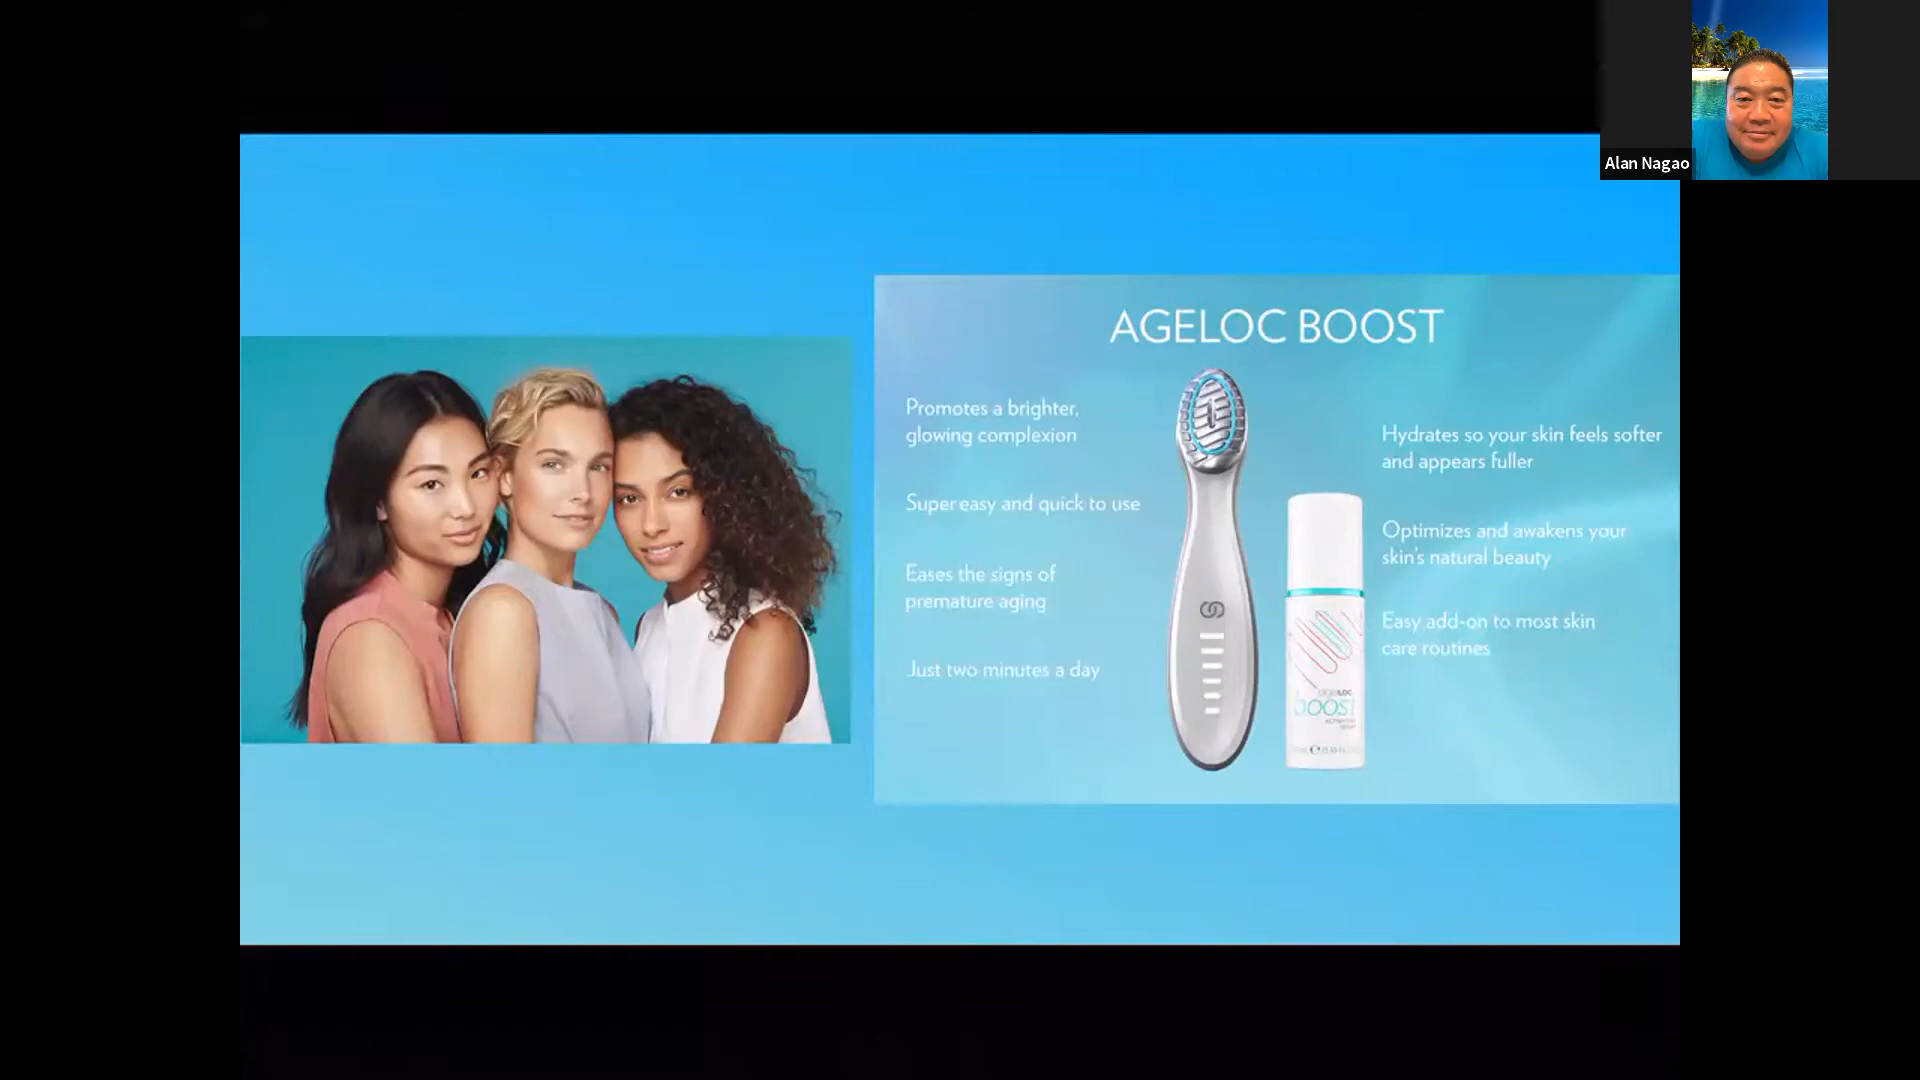 Alan Nagao
AGELOC BOOST
Promotes a brighter,
glowing complexion
Super easy and quick to use
Eases the signs of
premature aging
Just two minutes a day
Hydrates so your skin feels softer
and appears fuller
Optimizes and awakens your
skin's natural beauty
Easy add-on to most skin
care routines
ageLOC
boost